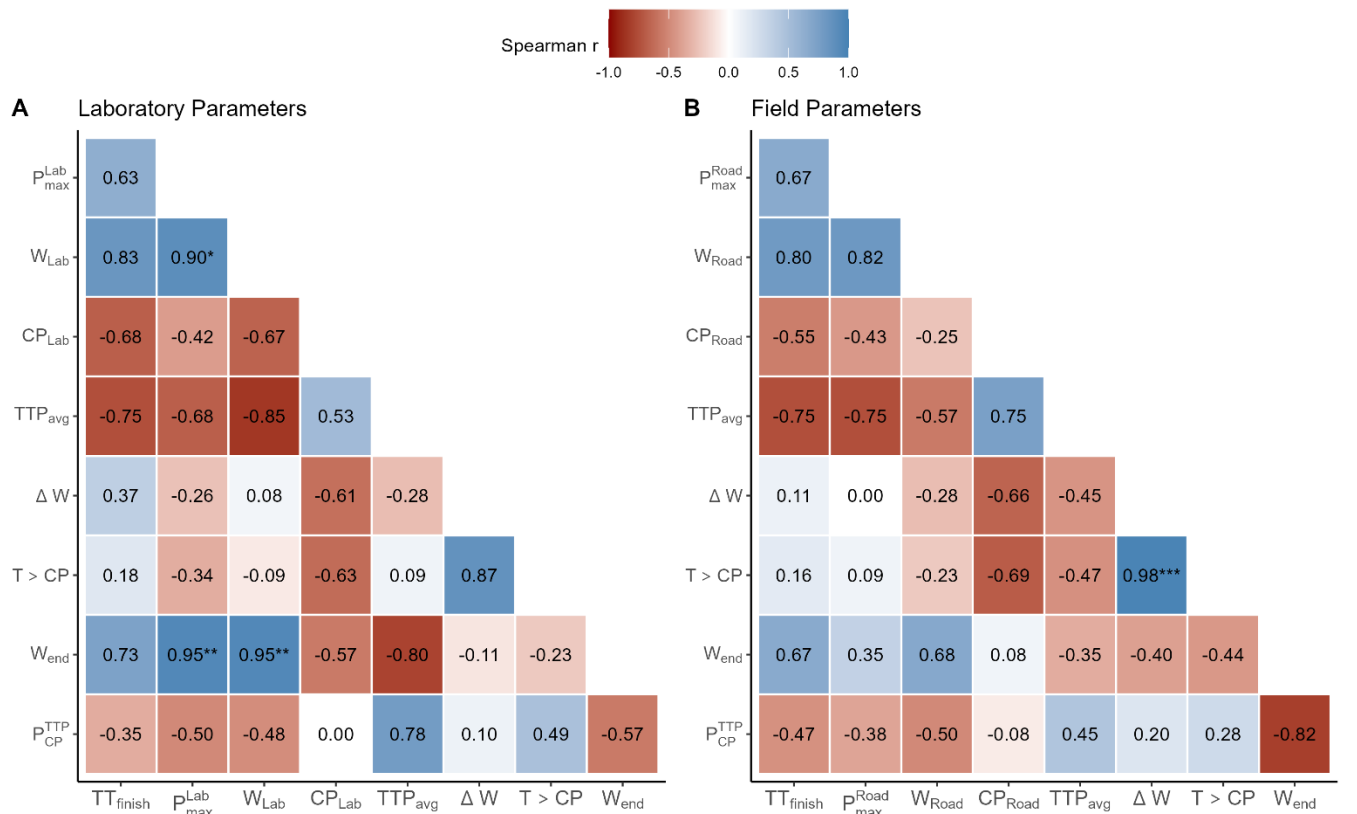 Spearman r
-1.0 -0.5 0.0 0.5 1.0
A Laboratory Parameters
P^Lab_max 0.63
W_Lab 0.83 0.90*
CP_Lab -0.68 -0.42 -0.67
TTP_avg -0.75 -0.68 -0.85 0.53
Δ W 0.37 -0.26 0.08 -0.61 -0.28
T > CP 0.18 -0.34 -0.09 -0.63 0.09 0.87
W_end 0.73 0.95** 0.95** -0.57 -0.80 -0.11 -0.23
P^TTP_CP -0.35 -0.50 -0.48 0.00 0.78 0.10 0.49 -0.57
TT_finish P^Lab_max W_Lab CP_Lab TTP_avg Δ W T > CP W_end
B Field Parameters
P^Road_max 0.67
W_Road 0.80 0.82
CP_Road -0.55 -0.43 -0.25
TTP_avg -0.75 -0.75 -0.57 0.75
Δ W 0.11 0.00 -0.28 -0.66 -0.45
T > CP 0.16 0.09 -0.23 -0.69 -0.47 0.98***
W_end 0.67 0.35 0.68 0.08 -0.35 -0.40 -0.44
P^TTP_CP -0.47 -0.38 -0.50 -0.08 0.45 0.20 0.28 -0.82
TT_finish P^Road_max W_Road CP_Road TTP_avg Δ W T > CP W_end